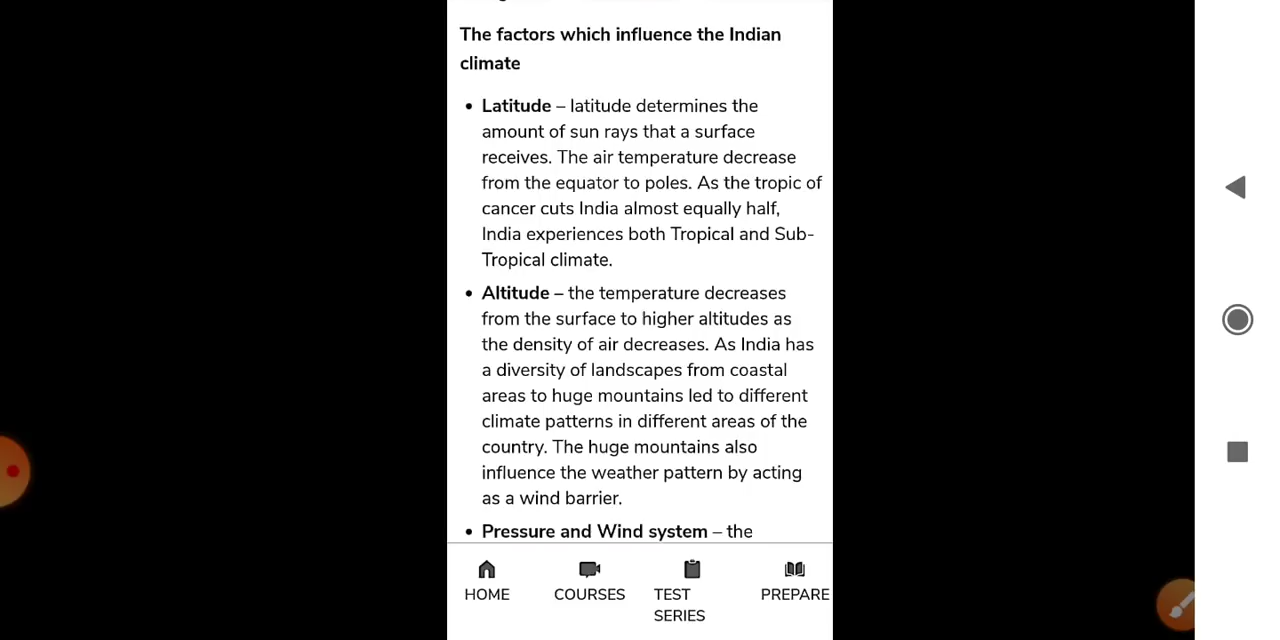 The factors which influence the Indian
climate
• Latitude – latitude determines the
amount of sun rays that a surface
receives. The air temperature decrease
from the equator to poles. As the tropic of
cancer cuts India almost equally half,
India experiences both Tropical and Sub-
Tropical climate.
• Altitude – the temperature decreases
from the surface to higher altitudes as
the density of air decreases. As India has
a diversity of landscapes from coastal
areas to huge mountains led to different
climate patterns in different areas of the
country. The huge mountains also
influence the weather pattern by acting
as a wind barrier.
• Pressure and Wind system – the
HOME
COURSES
TEST
SERIES
PREPARE